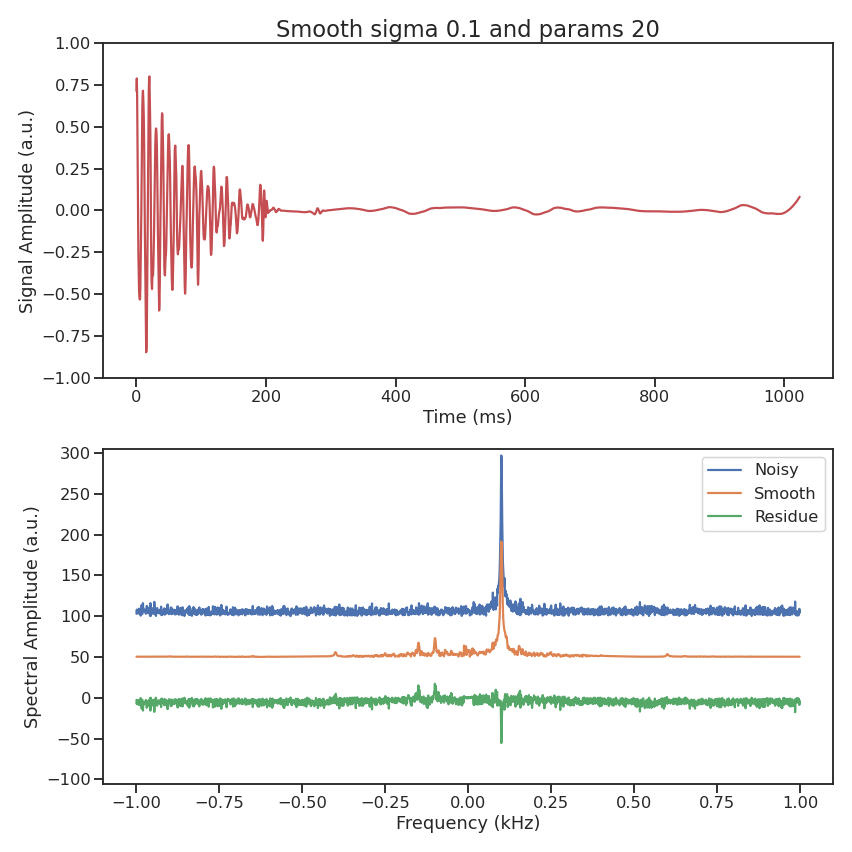 Smooth sigma 0.1 and params 20
1.00
0.75
0.50
0.25
0.00
−0.25
−0.50
−0.75
−1.00
Signal Amplitude (a.u.)
0 200 400 600 800 1000
Time (ms)
300
250
200
150
100
50
0
−50
−100
Spectral Amplitude (a.u.)
Noisy
Smooth
Residue
−1.00 −0.75 −0.50 −0.25 0.00 0.25 0.50 0.75 1.00
Frequency (kHz)